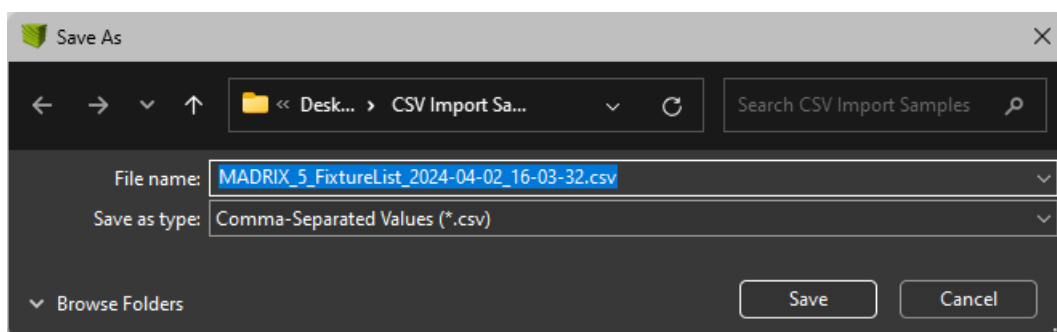 Save As
« Desk... › CSV Import Sa...
Search CSV Import Samples
File name: MADRIX_5_FixtureList_2024-04-02_16-03-32.csv
Save as type: Comma-Separated Values (*.csv)
Browse Folders
Save
Cancel